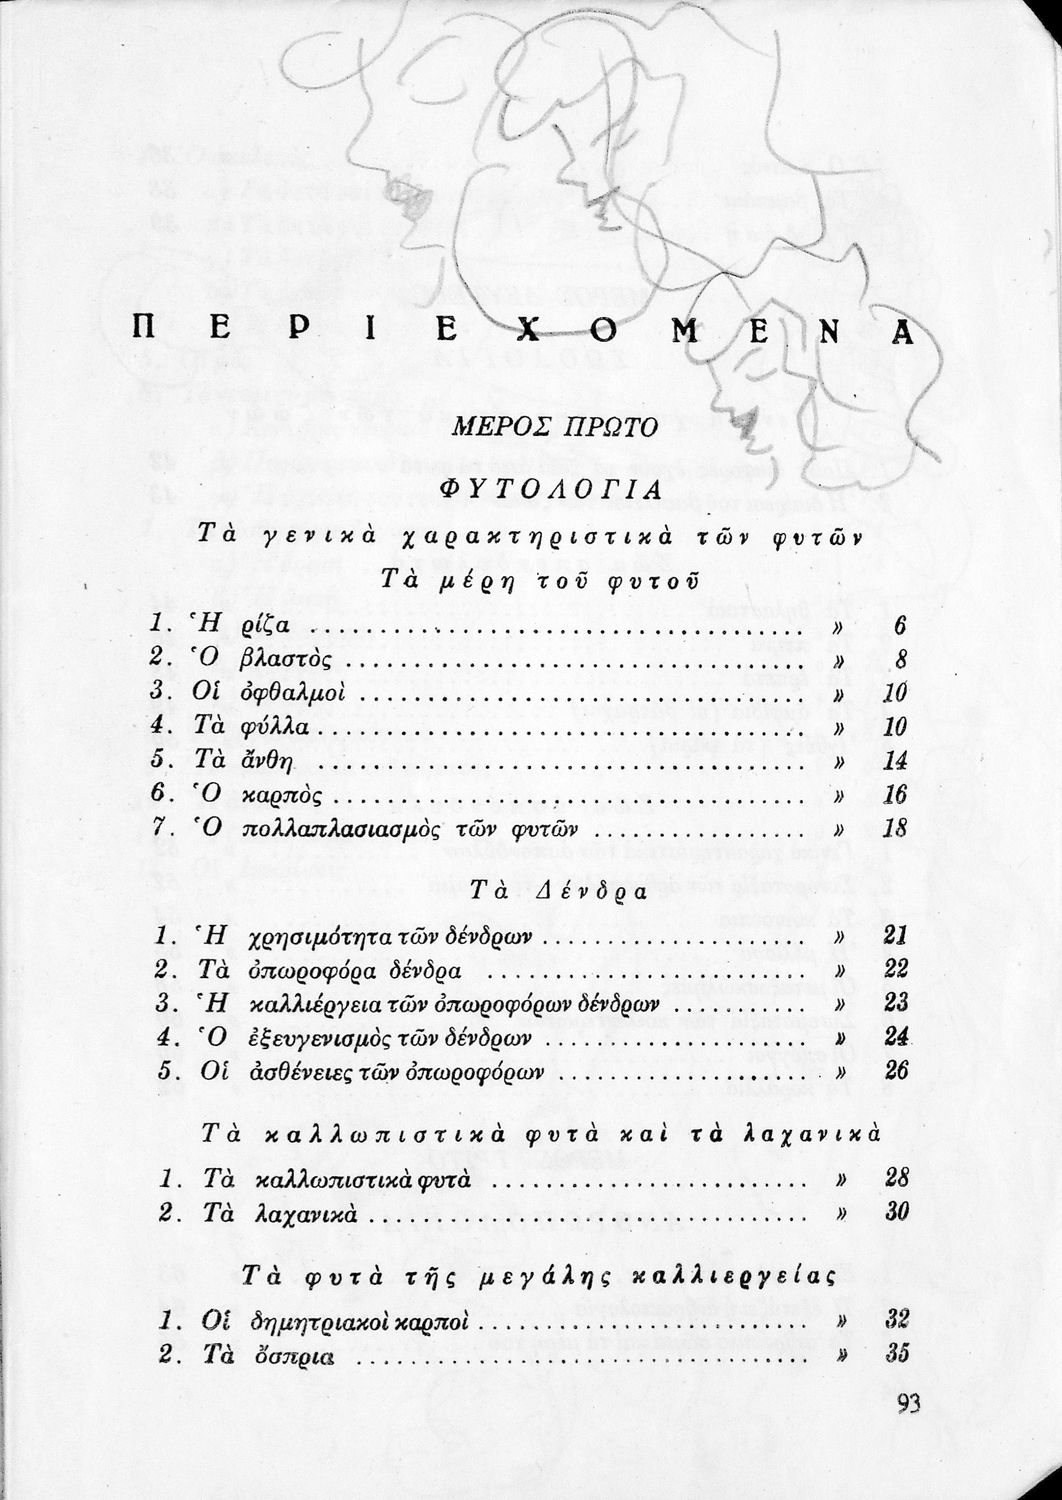 ΠΕΡΙΕΧΟΜΕΝΑ
ΜΕΡΟΣ ΠΡΩΤΟ
ΦΥΤΟΛΟΓΙΑ
Τὰ γενικὰ χαρακτηριστικὰ τῶν φυτῶν
Τὰ μέρη τοῦ φυτοῦ
1. Ἡ ρίζα ........................................ » 6
2. Ὁ βλαστὸς ..................................... » 8
3. Οἱ ὀφθαλμοὶ ................................... » 10
4. Τὰ φύλλα ...................................... » 10
5. Τὰ ἄνθη ....................................... » 14
6. Ὁ καρπὸς ...................................... » 16
7. Ὁ πολλαπλασιασμὸς τῶν φυτῶν .................. » 18
Τὰ Δένδρα
1. Ἡ χρησιμότητα τῶν δένδρων ..................... » 21
2. Τὰ ὀπωροφόρα δένδρα .......................... » 22
3. Ἡ καλλιέργεια τῶν ὀπωροφόρων δένδρων ........... » 23
4. Ὁ ἐξευγενισμὸς τῶν δένδρων ..................... » 24
5. Οἱ ἀσθένειες τῶν ὀπωροφόρων .................... » 26
Τὰ καλλωπιστικὰ φυτὰ καὶ τὰ λαχανικὰ
1. Τὰ καλλωπιστικὰ φυτὰ .......................... » 28
2. Τὰ λαχανικὰ ................................... » 30
Τὰ φυτὰ τῆς μεγάλης καλλιεργείας
1. Οἱ δημητριακοὶ καρποὶ .......................... » 32
2. Τὰ ὄσπρια ..................................... » 35
93